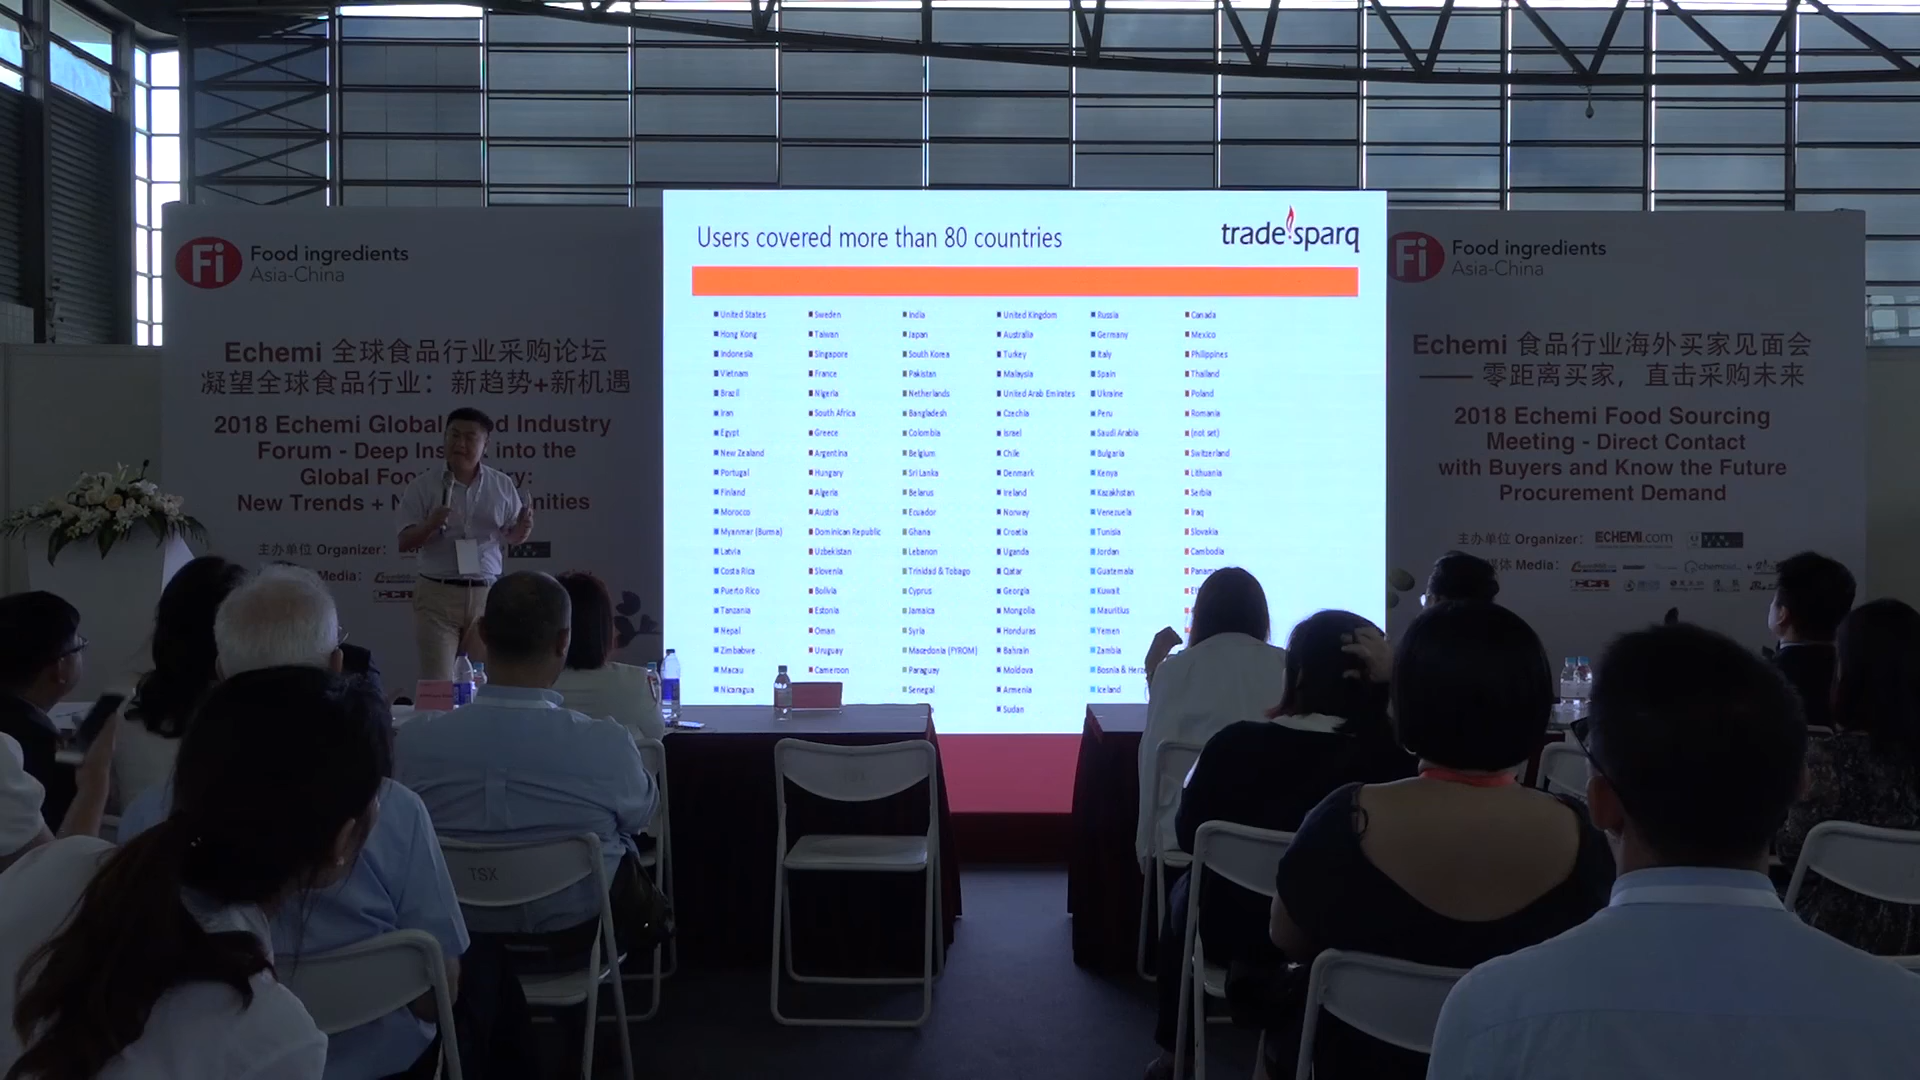 Fi Food ingredients
Asia-China
Echemi 全球食品行业采购论坛
凝望全球食品行业：新趋势+新机遇
2018 Echemi Global Industry
Forum - Deep into the
Global
New Trends +
主办单位 Organizer:
Media:
Users covered more than 80 countries
trade sparq
United States Sweden India United Kingdom Russia Canada
Hong Kong Taiwan Japan Australia Germany Mexico
Indonesia Singapore South Korea Turkey Italy Philippines
Vietnam France Pakistan Malaysia Spain Thailand
Brazil Nigeria Netherlands United Arab Emirates Ukraine Poland
Iran South Africa Bangladesh Czechia Peru Romania
Egypt Greece Colombia Israel Saudi Arabia (not set)
New Zealand Argentina Belgium Chile Bulgaria Switzerland
Portugal Hungary Sri Lanka Denmark Kenya Lithuania
Finland Algeria Belarus Ireland Kazakhstan Serbia
Morocco Austria Ecuador Norway Venezuela Iraq
Myanmar (Burma) Dominican Republic Ghana Croatia Tunisia Slovakia
Latvia Uzbekistan Lebanon Uganda Jordan Cambodia
Costa Rica Slovenia Trinidad & Tobago Qatar Guatemala
Puerto Rico Bolivia Cyprus Georgia Kuwait
Tanzania Estonia Jamaica Mongolia Mauritius
Nepal Oman Syria Honduras Yemen
Zimbabwe Uruguay Macedonia (FYROM) Bahrain Zambia
Macau Cameroon Paraguay Moldova Bosnia &
Nicaragua Senegal Armenia Iceland
Sudan
Fi Food ingredients
Asia-China
Echemi 食品行业海外买家见面会
—— 零距离买家，直击采购未来
2018 Echemi Food Sourcing
Meeting - Direct Contact
with Buyers and Know the Future
Procurement Demand
主办单位 Organizer: ECHEMI.com
体 Media:
TSX